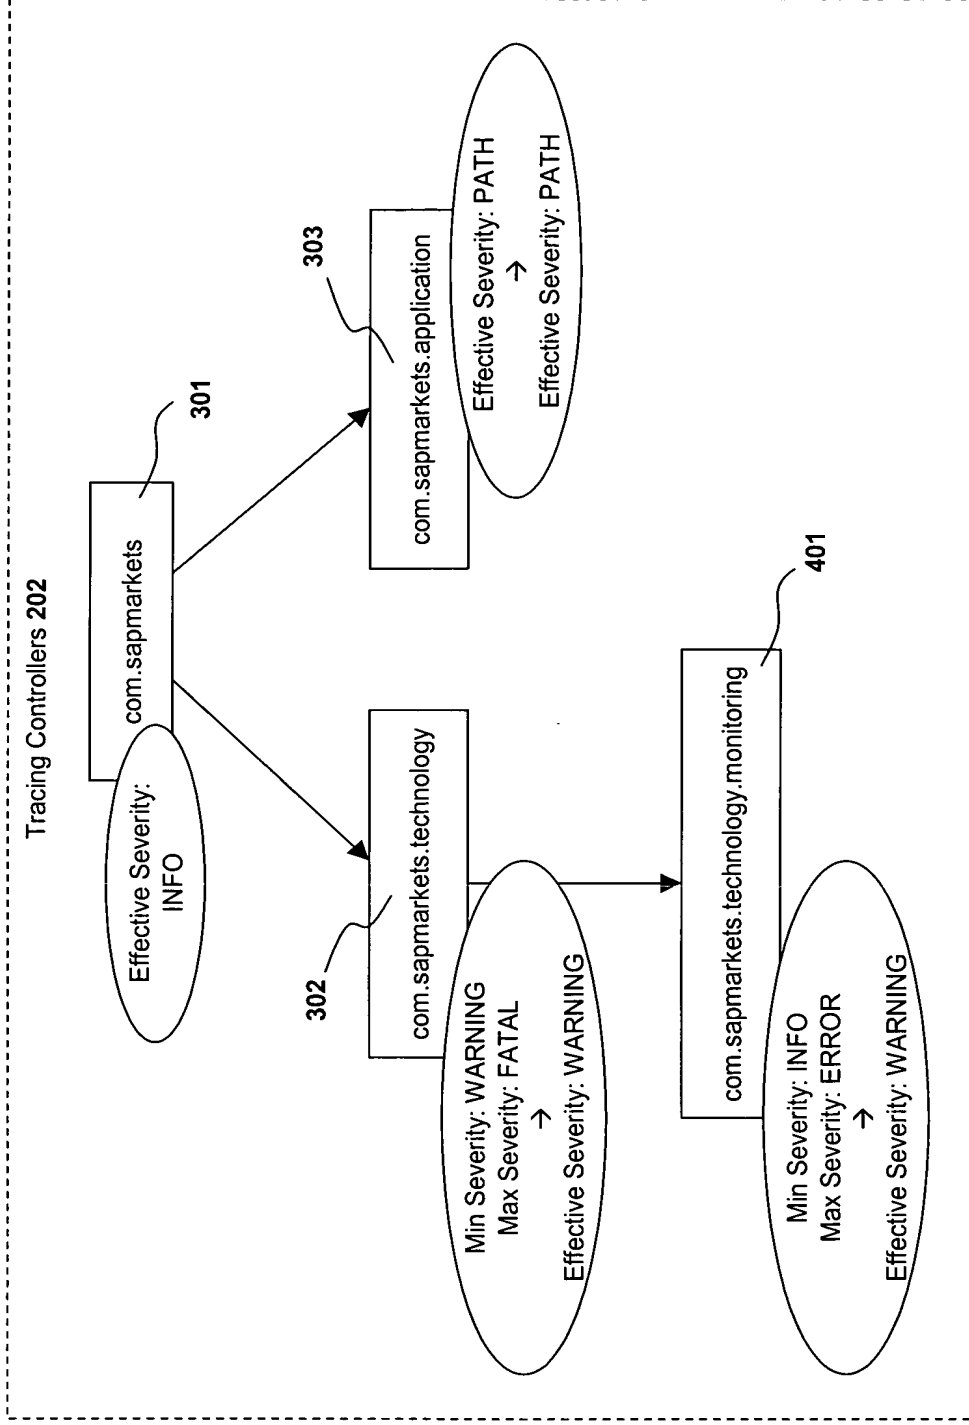 Tracing Controllers 202
Effective Severity:
INFO
com.sapmarkets
301
302
com.sapmarkets.technology
Min Severity: WARNING
Max Severity: FATAL
→
Effective Severity: WARNING
303
com.sapmarkets.application
Effective Severity: PATH
→
Effective Severity: PATH
com.sapmarkets.technology.monitoring
401
Min Severity: INFO
Max Severity: ERROR
→
Effective Severity: WARNING